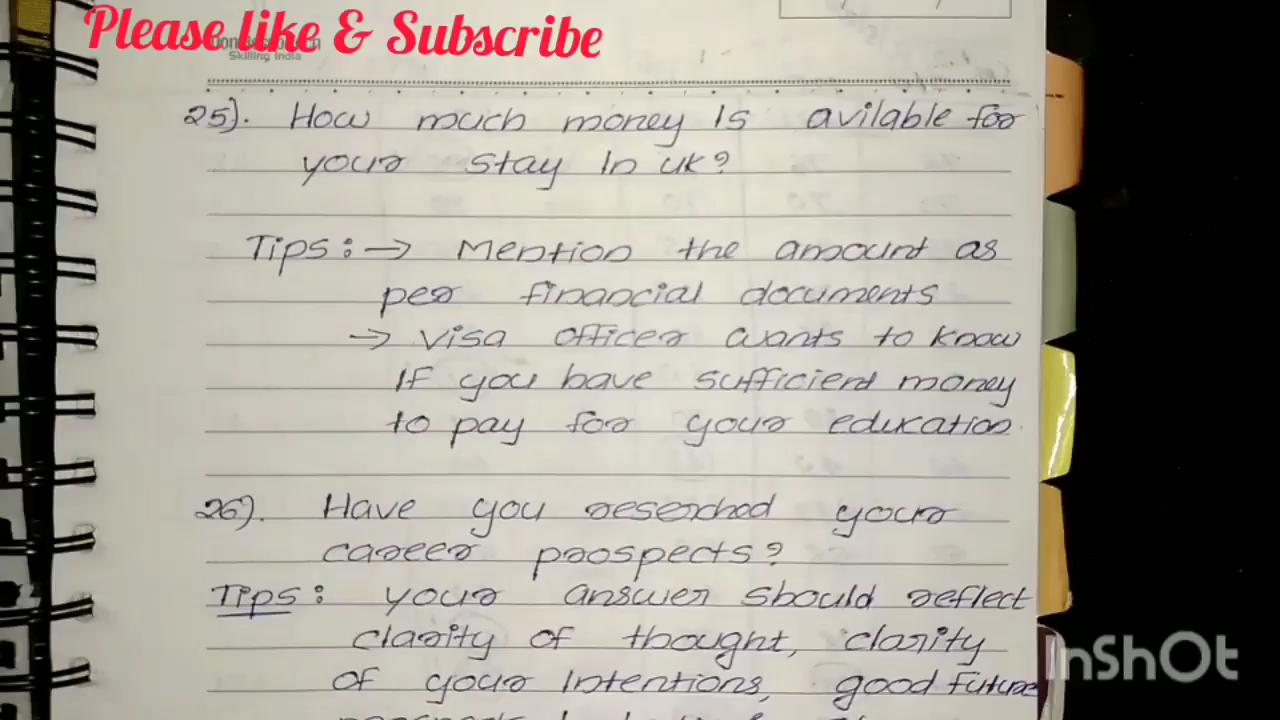 Please like & Subscribe
Skilling India
25). How much money Is avilable for
your stay In uk?
Tips: → Mention the amount as
per financial documents
→ Visa officer wants to know
If you have sufficient money
to pay for your education.
26). Have you reserched your
career prospects?
Tips: your answer should reflect
clarity of thought, clarity
of your Intentions, good future
InShOt